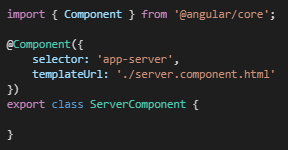 import { Component } from '@angular/core';
@Component({
    selector: 'app-server',
    templateUrl: './server.component.html'
})
export class ServerComponent {
}